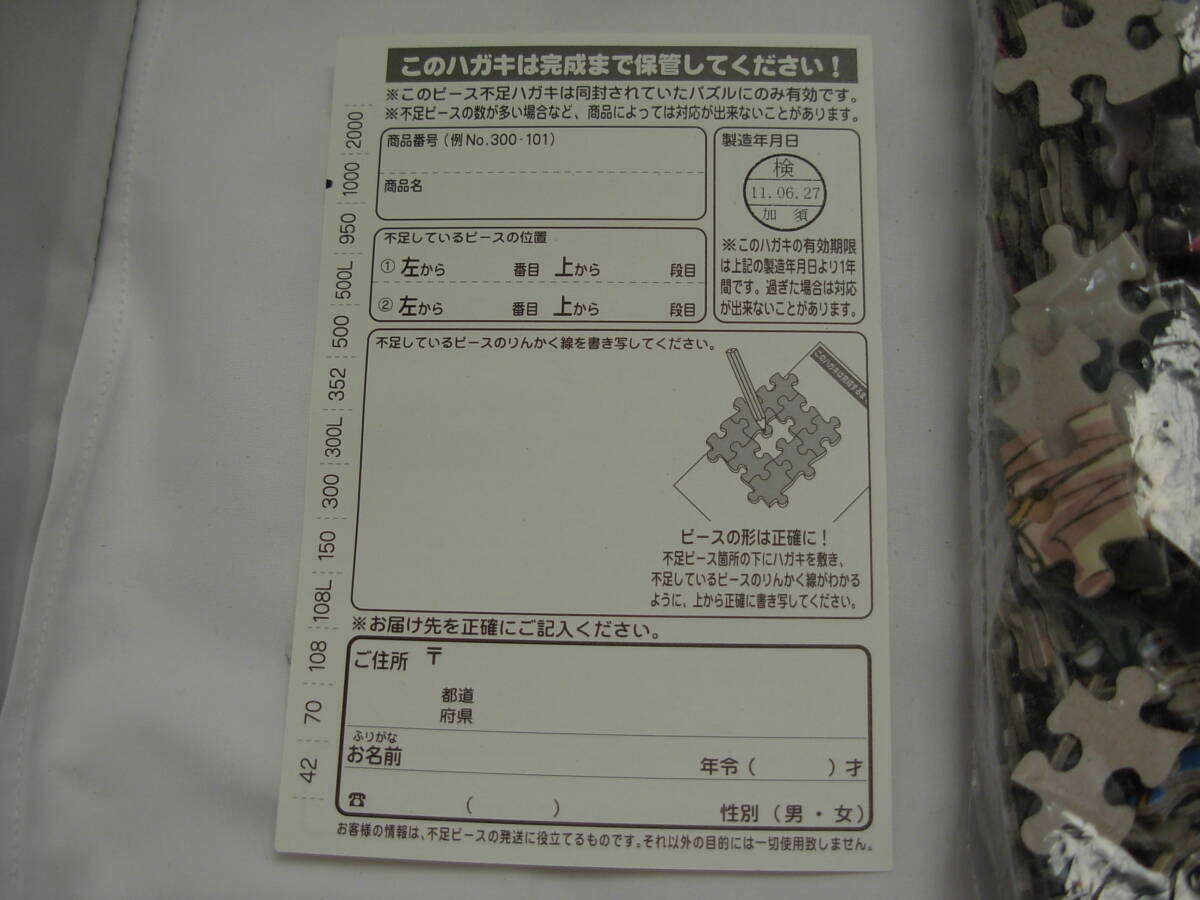 このハガキは完成まで保管してください！
※このピース不足ハガキは同封されていたパズルにのみ有効です。
※不足ピースの数が多い場合など、商品によっては対応が出来ないことがあります。
商品番号（例 No.300-101）
商品名
製造年月日
検
11.06.27
加 須
※このハガキの有効期限
は上記の製造年月日より1年
間です。過ぎた場合は対応
が出来ないことがあります。
不足しているピースの位置
① 左から 番目 上から 段目
② 左から 番目 上から 段目
不足しているピースのりんかく線を書き写してください。
ピースの形は正確に！
不足ピース箇所の下にハガキを敷き、
不足しているピースのりんかく線がわかる
ように、上から正確に書き写してください。
※お届け先を正確にご記入ください。
ご住所 〒
都道
府県
ふりがな
お名前 年令（ ）才
☎ （ ） 性別（男・女）
お客様の情報は、不足ピースの発送に役立てるものです。それ以外の目的には一切使用致しません。
2000
1000
950
500L
500
352
300L
300
150
108L
108
70
42